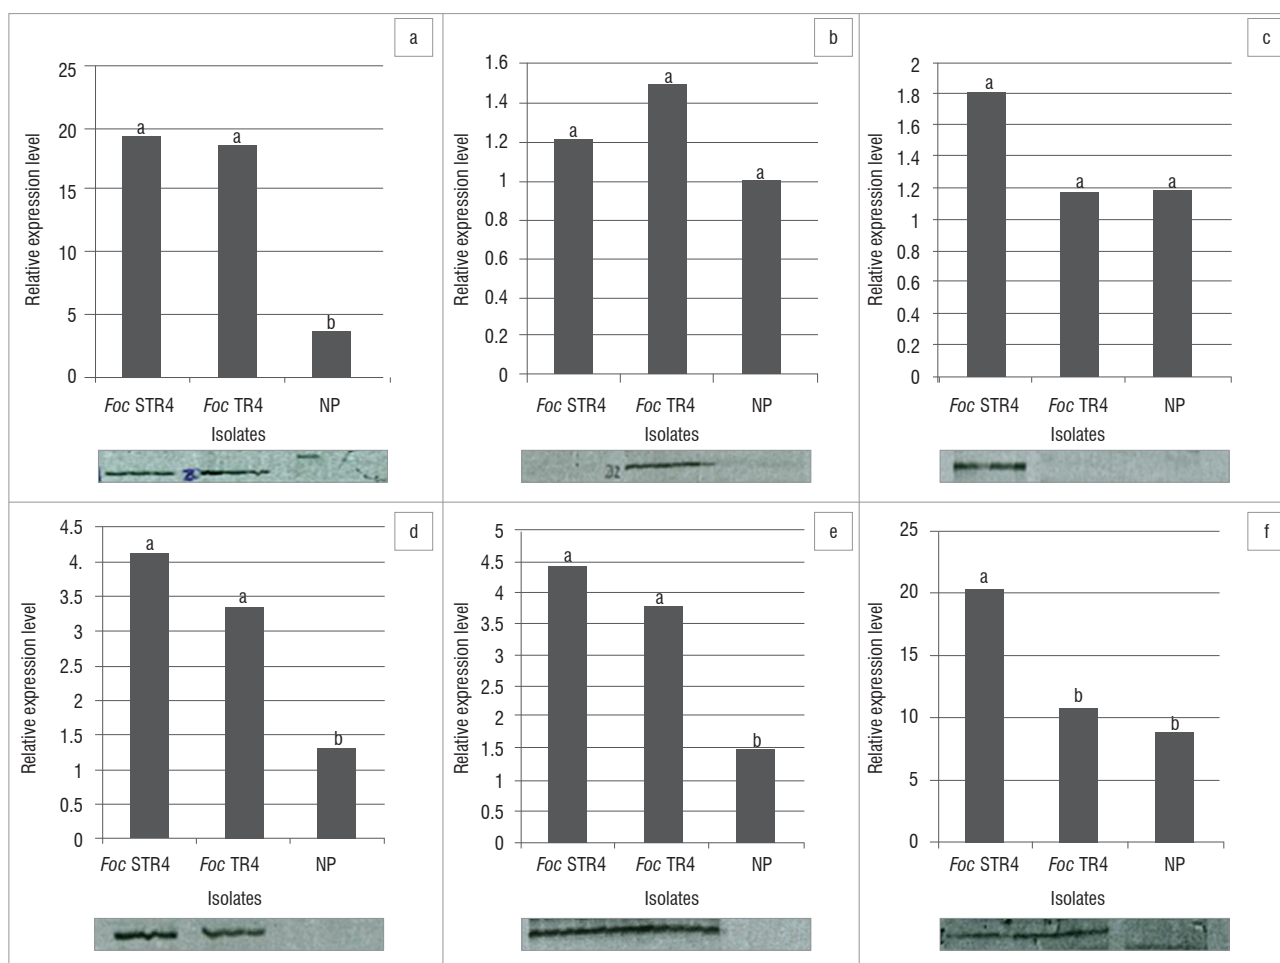 a
25
20
15
10
5
0
Relative expression level
a
a
b
Foc STR4
Foc TR4
NP
Isolates
b
1.6
1.4
1.2
1
0.8
0.6
0.4
0.2
0
Relative expression level
a
a
a
Foc STR4
Foc TR4
NP
Isolates
c
2
1.8
1.6
1.4
1.2
1
0.8
0.6
0.4
0.2
0
Relative expression level
a
a
a
Foc STR4
Foc TR4
NP
Isolates
d
4.5
4.
3.5
3
2.5
2
1.5
1
0.5
0
Relative expression level
a
a
b
Foc STR4
Foc TR4
NP
Isolates
e
5
4.5
4
3.5
3
2.5
2
1.5
1
0.5
0
Relative expression level
a
a
b
Foc STR4
Foc TR4
NP
Isolates
f
25
20
15
10
5
0
Relative expression level
a
b
b
Foc STR4
Foc TR4
NP
Isolates